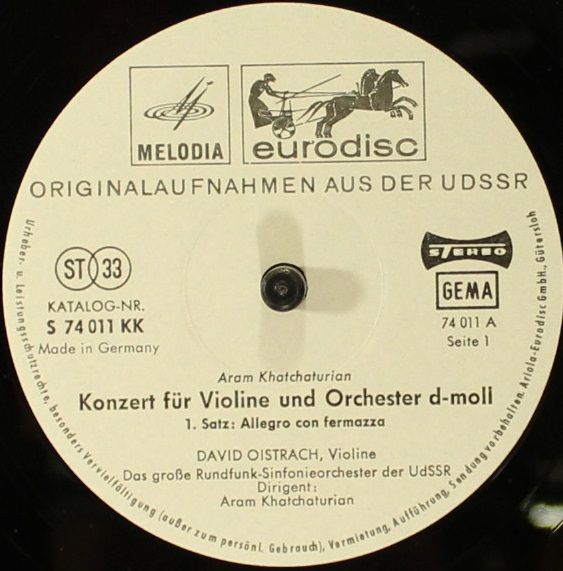 MELODIA
eurodisc
ORIGINALAUFNAHMEN AUS DER UDSSR
ST 33
KATALOG-NR.
S 74 011 KK
Made in Germany
STEREO
GEMA
74 011 A
Seite 1
Aram Khatchaturian
Konzert für Violine und Orchester d-moll
1. Satz: Allegro con fermazza
DAVID OISTRACH, Violine
Das große Rundfunk-Sinfonieorchester der UdSSR
Dirigent:
Aram Khatchaturian
Urheber- u. Leistungsschutzrechte, besonders Vervielfältigung (außer zum persönl. Gebrauch), Vermietung, Aufführung, Sendung vorbehalten. Ariola-Eurodisc GmbH., Gütersloh